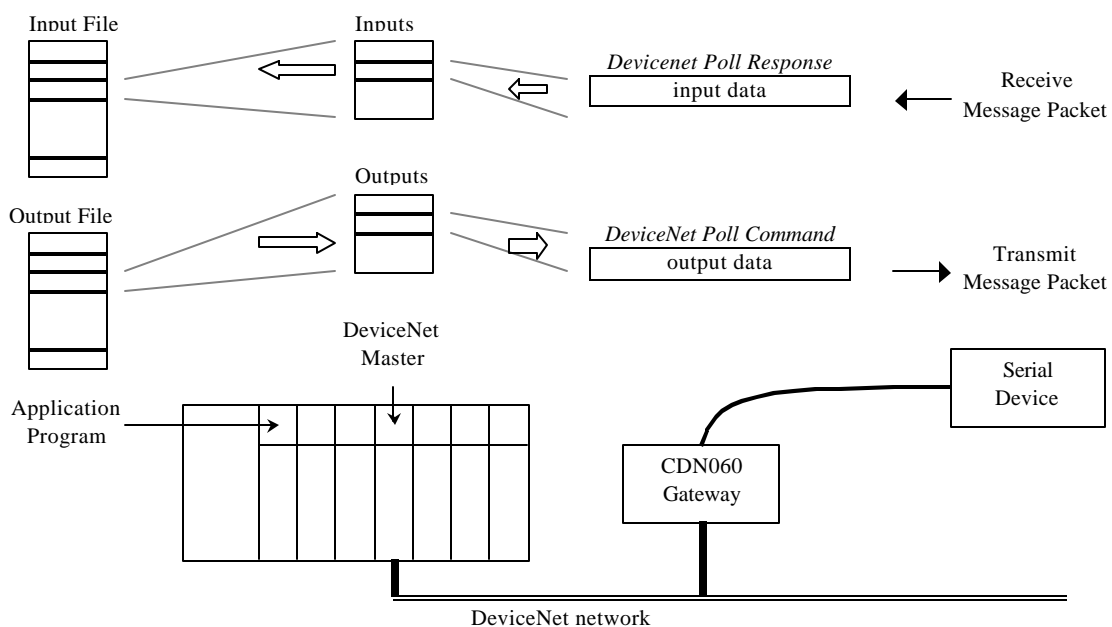 Input File
Inputs
Devicenet Poll Response
input data
Receive
Message Packet
Outputs
Output File
DeviceNet Poll Command
output data
Transmit
Message Packet
DeviceNet
Master
Serial
Device
Application
Program
CDN060
Gateway
DeviceNet network